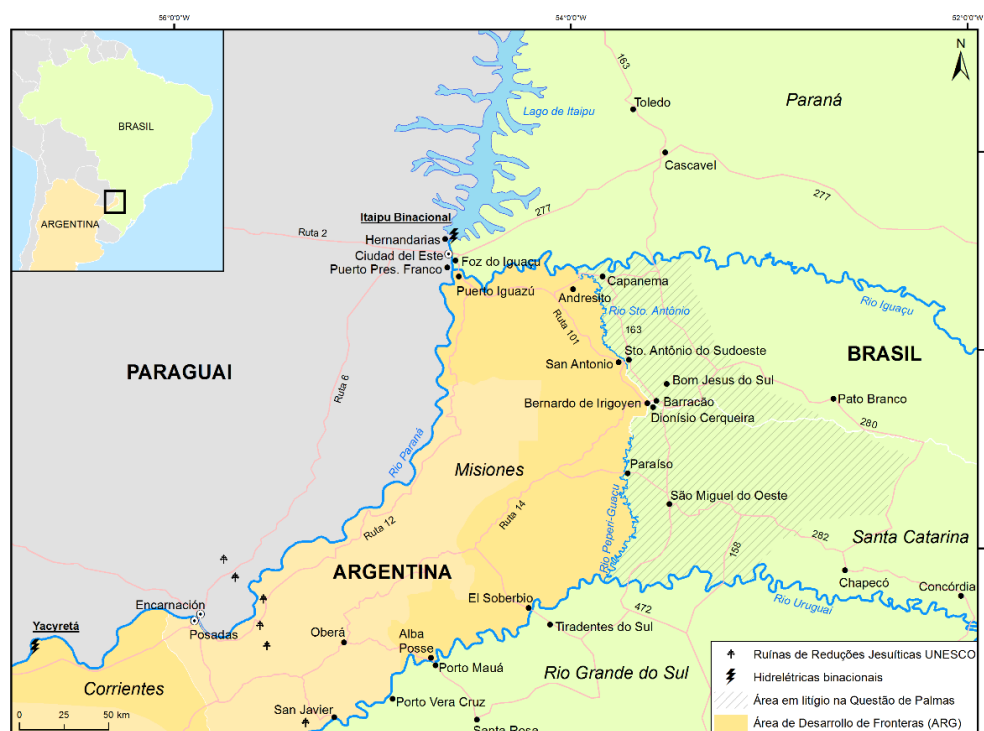 56°0'0"W
54°0'0"W
52°0'0"W
N
BRASIL
ARGENTINA
163
Toledo
Paraná
Lago de Itaipu
Cascavel
277
277
Itaipu Binacional
Ruta 2
Hernandarias
Ciudad del Este
Foz do Iguaçu
Puerto Pres. Franco
Puerto Iguazú
Capanema
Andresito
Rio Iguaçu
Rio Sto. Antônio
Ruta 101
163
Sto. Antônio do Sudoeste
BRASIL
San Antonio
PARAGUAI
Ruta 6
Bom Jesus do Sul
Bernardo de Irigoyen
Barracão
Pato Branco
Dionísio Cerqueira
280
Rio Paraná
Misiones
Paraíso
São Miguel do Oeste
Rio Peperi-Guaçu
Ruta 14
Ruta 12
282
Santa Catarina
158
ARGENTINA
Chapecó
Concórdia
Encarnación
El Soberbio
472
Rio Uruguai
Yacyretá
Posadas
Oberá
Alba
Posse
Tiradentes do Sul
Porto Mauá
Rio Grande do Sul
Corrientes
Porto Vera Cruz
San Javier
Santa Rosa
0 25 50 km
Ruínas de Reduções Jesuíticas UNESCO
Hidrelétricas binacionais
Área em litígio na Questão de Palmas
Área de Desarrollo de Fronteras (ARG)